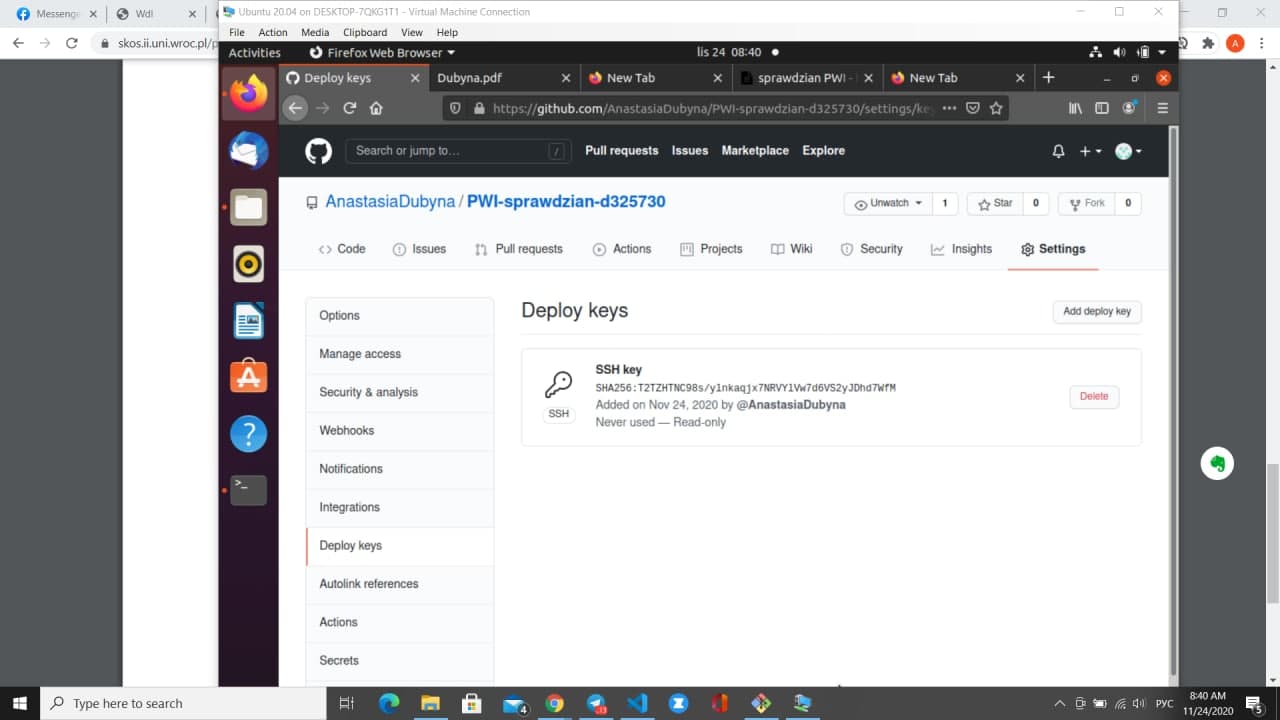 Messenge
Wdl
skos.ii.uni.wroc.pl/p
A
Ubuntu 20.04 on DESKTOP-7QKG1T1 - Virtual Machine Connection
File Action Media Clipboard View Help
Activities
Firefox Web Browser
lis 24 08:40
Deploy keys
Dubyna.pdf
New Tab
sprawdzian PWI -
New Tab
https://github.com/AnastasiaDubyna/PWI-sprawdzian-d325730/settings/key
Search or jump to…
/
Pull requests Issues Marketplace Explore
AnastasiaDubyna / PWI-sprawdzian-d325730
Unwatch 1
Star 0
Fork 0
Code Issues Pull requests Actions Projects Wiki Security Insights Settings
Options
Manage access
Security & analysis
Webhooks
Notifications
Integrations
Deploy keys
Autolink references
Actions
Secrets
Deploy keys
Add deploy key
SSH
SSH key
SHA256:T2TZHTNC98s/ylnkaqjx7NRVYlVw7d6VS2yJDhd7WfM
Added on Nov 24, 2020 by @AnastasiaDubyna
Never used — Read-only
Delete
Type here to search
4
РУС
8:40 AM
11/24/2020
5